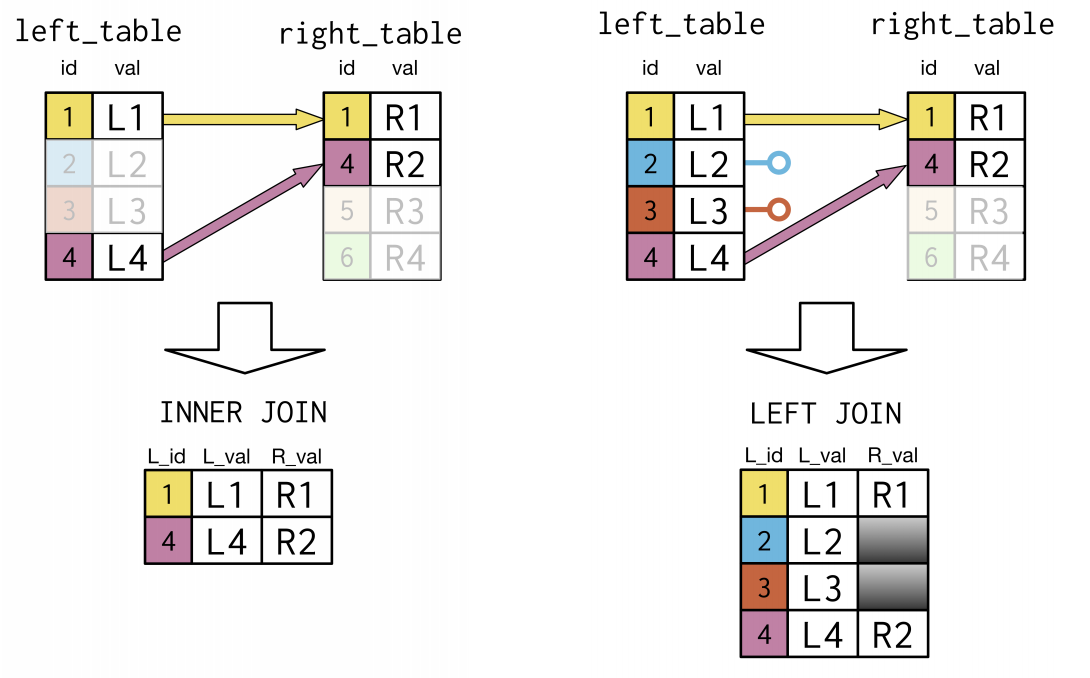 left_table right_table
id val id val
1 L1 1 R1
2 L2 4 R2
3 L3 5 R3
4 L4 6 R4
INNER JOIN
L_id L_val R_val
1 L1 R1
4 L4 R2
left_table right_table
id val id val
1 L1 1 R1
2 L2 4 R2
3 L3 5 R3
4 L4 6 R4
LEFT JOIN
L_id L_val R_val
1 L1 R1
2 L2
3 L3
4 L4 R2